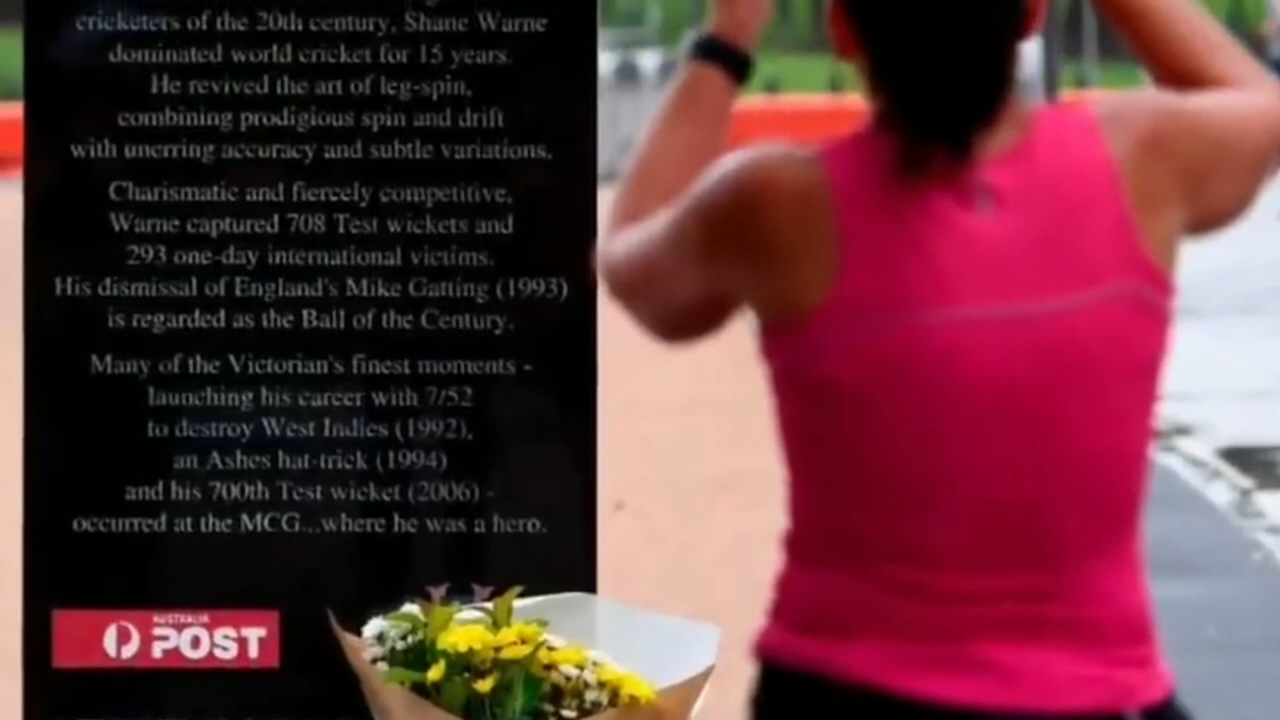 cricketers of the 20th century, Shane Warne
dominated world cricket for 15 years.
He revived the art of leg-spin,
combining prodigious spin and drift
with unerring accuracy and subtle variations.
Charismatic and fiercely competitive,
Warne captured 708 Test wickets and
293 one-day international victims.
His dismissal of England's Mike Gatting (1993)
is regarded as the Ball of the Century.
Many of the Victorian's finest moments -
launching his career with 7/52
to destroy West Indies (1992),
an Ashes hat-trick (1994)
and his 700th Test wicket (2006) -
occurred at the MCG...where he was a hero.
AUSTRALIA
POST